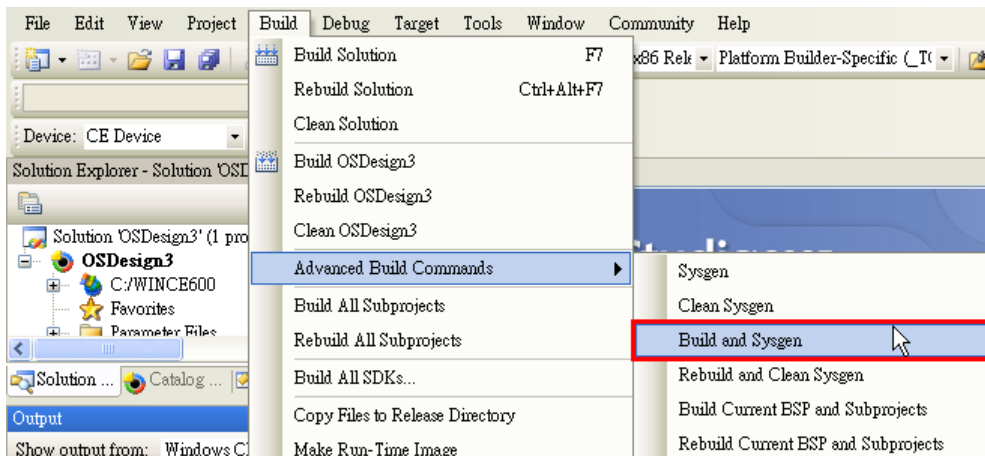 File Edit View Project Build Debug Target Tools Window Community Help
Build Solution F7
x86 Rele Platform Builder-Specific (_T
Rebuild Solution Ctrl+Alt+F7
Clean Solution
Device: CE Device
Build OSDesign3
Solution Explorer - Solution 'OSD
Rebuild OSDesign3
Clean OSDesign3
Solution 'OSDesign3' (1 pro
OSDesign3
Advanced Build Commands
Sysgen
C:/WINCE600
Build All Subprojects
Clean Sysgen
Favorites
Parameter Files
Rebuild All Subprojects
Build and Sysgen
Solution ... Catalog ...
Build All SDKs...
Rebuild and Clean Sysgen
Output
Copy Files to Release Directory
Build Current BSP and Subprojects
Show output from: Windows C
Make Run-Time Image
Rebuild Current BSP and Subprojects